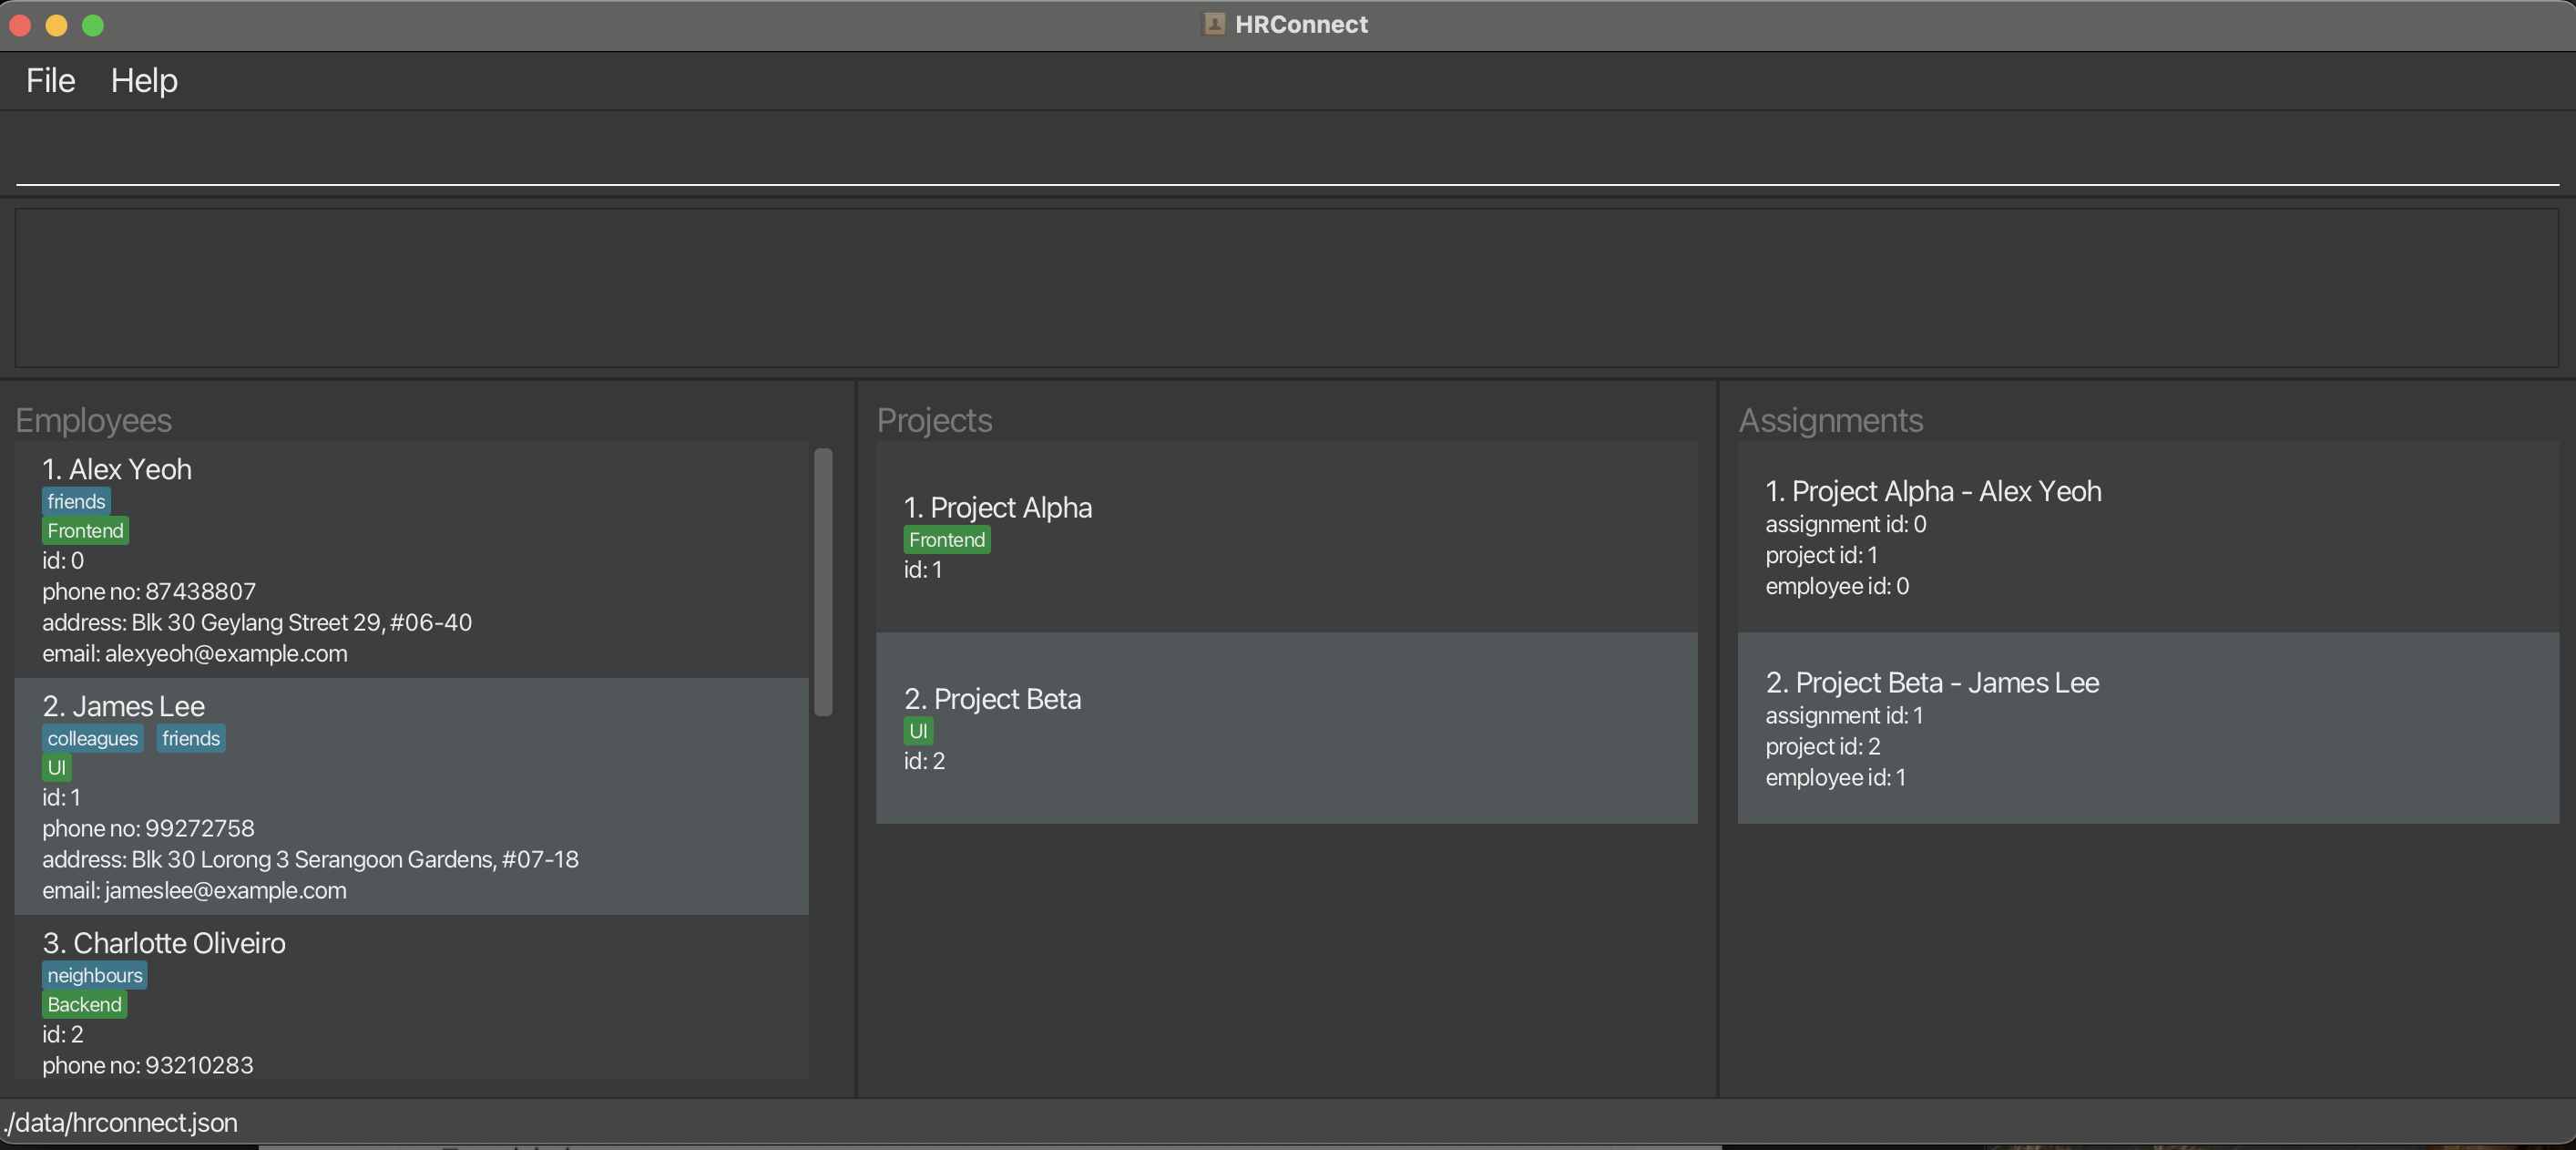 HRConnect
File Help
Employees
1. Alex Yeoh
friends
Frontend
id: 0
phone no: 87438807
address: Blk 30 Geylang Street 29, #06-40
email: alexyeoh@example.com
2. James Lee
colleagues friends
UI
id: 1
phone no: 99272758
address: Blk 30 Lorong 3 Serangoon Gardens, #07-18
email: jameslee@example.com
3. Charlotte Oliveiro
neighbours
Backend
id: 2
phone no: 93210283
Projects
1. Project Alpha
Frontend
id: 1
2. Project Beta
UI
id: 2
Assignments
1. Project Alpha - Alex Yeoh
assignment id: 0
project id: 1
employee id: 0
2. Project Beta - James Lee
assignment id: 1
project id: 2
employee id: 1
./data/hrconnect.json